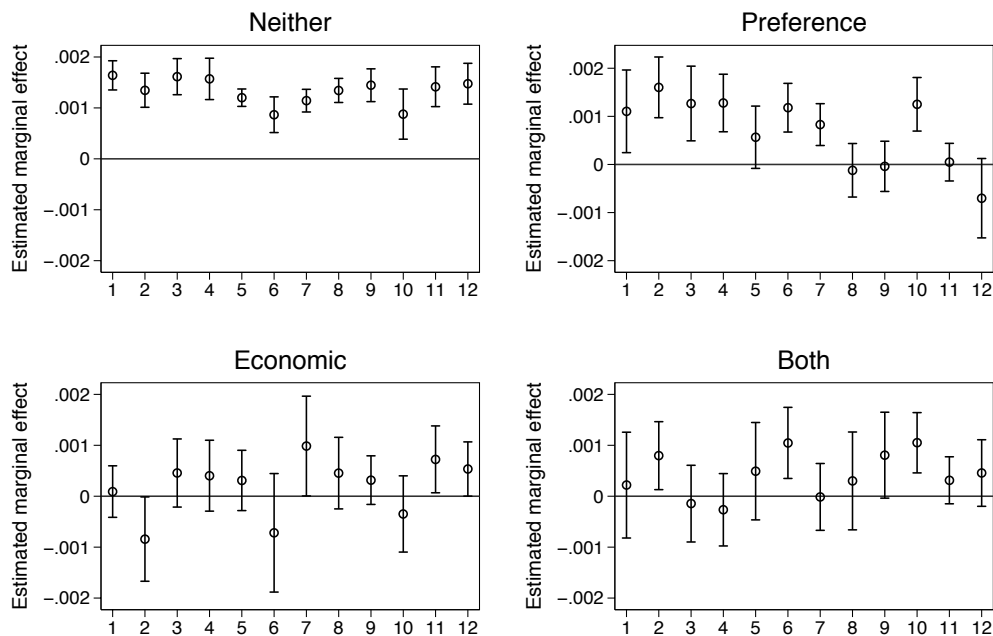 Neither
Estimated marginal effect
.002
.001
0
−.001
−.002
1 2 3 4 5 6 7 8 9 10 11 12
Preference
Estimated marginal effect
.002
.001
0
−.001
−.002
1 2 3 4 5 6 7 8 9 10 11 12
Economic
Estimated marginal effect
.002
.001
0
−.001
−.002
1 2 3 4 5 6 7 8 9 10 11 12
Both
Estimated marginal effect
.002
.001
0
−.001
−.002
1 2 3 4 5 6 7 8 9 10 11 12